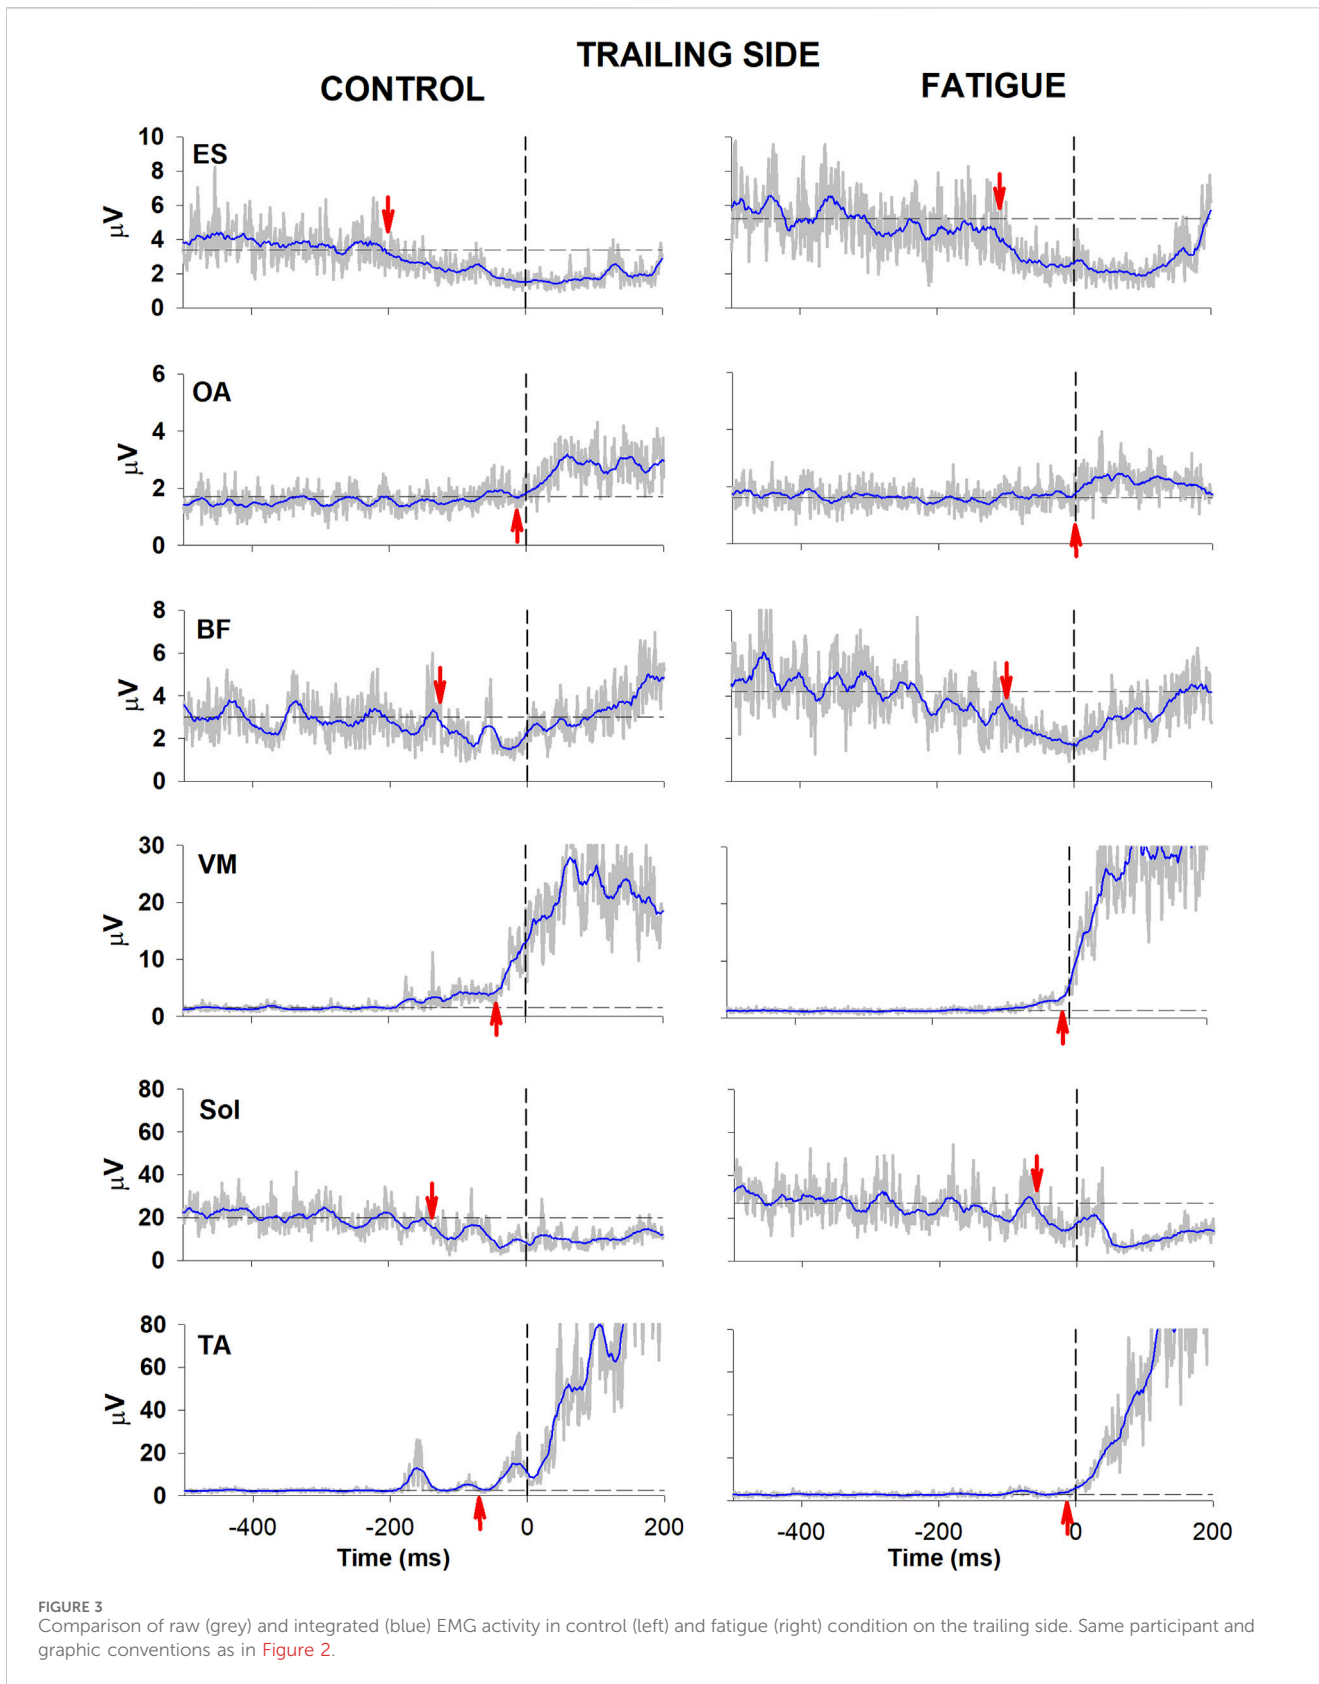 TRAILING SIDE
CONTROL
FATIGUE
10
8
6
4
2
0
μV
ES
6
4
2
0
μV
OA
8
6
4
2
0
μV
BF
30
20
10
0
μV
VM
80
60
40
20
0
μV
Sol
80
60
40
20
0
μV
TA
-400 -200 0 200
Time (ms)
-400 -200 0 200
Time (ms)
FIGURE 3
Comparison of raw (grey) and integrated (blue) EMG activity in control (left) and fatigue (right) condition on the trailing side. Same participant and
graphic conventions as in Figure 2.